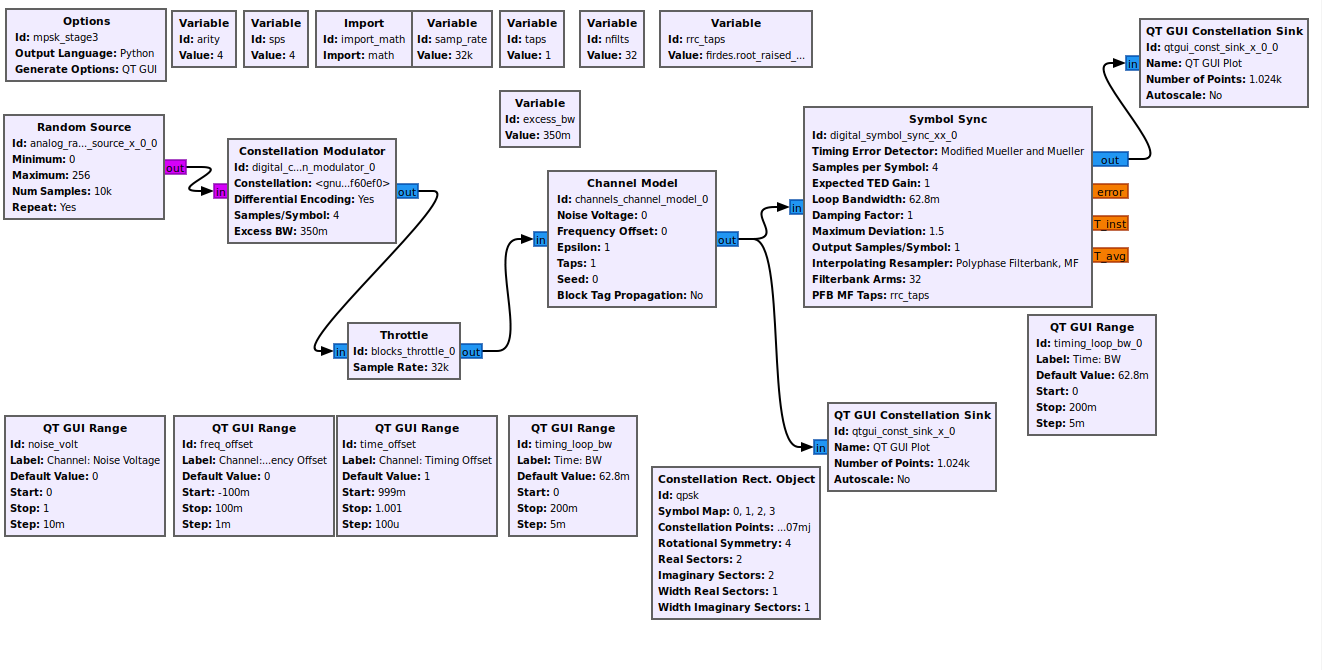 Options
Id: mpsk_stage3
Output Language: Python
Generate Options: QT GUI
Variable
Id: arity
Value: 4
Variable
Id: sps
Value: 4
Import
Id: import_math
Import: math
Variable
Id: samp_rate
Value: 32k
Variable
Id: taps
Value: 1
Variable
Id: nfilts
Value: 32
Variable
Id: rrc_taps
Value: firdes.root_raised_...
QT GUI Constellation Sink
Id: qtgui_const_sink_x_0_0
Name: QT GUI Plot
Number of Points: 1.024k
Autoscale: No
in
Variable
Id: excess_bw
Value: 350m
Random Source
Id: analog_ra...s_source_x_0_0
Minimum: 0
Maximum: 256
Num Samples: 10k
Repeat: Yes
out
Constellation Modulator
Id: digital_c...n_modulator_0
Constellation: <gnu...f60ef0>
Differential Encoding: Yes
Samples/Symbol: 4
Excess BW: 350m
in
out
Channel Model
Id: channels_channel_model_0
Noise Voltage: 0
Frequency Offset: 0
Epsilon: 1
Taps: 1
Seed: 0
Block Tag Propagation: No
in
out
Symbol Sync
Id: digital_symbol_sync_xx_0
Timing Error Detector: Modified Mueller and Mueller
Samples per Symbol: 4
Expected TED Gain: 1
Loop Bandwidth: 62.8m
Damping Factor: 1
Maximum Deviation: 1.5
Output Samples/Symbol: 1
Interpolating Resampler: Polyphase Filterbank, MF
Filterbank Arms: 32
PFB MF Taps: rrc_taps
in
out
error
T_inst
T_avg
Throttle
Id: blocks_throttle_0
Sample Rate: 32k
in
out
QT GUI Range
Id: timing_loop_bw_0
Label: Time: BW
Default Value: 62.8m
Start: 0
Stop: 200m
Step: 5m
QT GUI Range
Id: noise_volt
Label: Channel: Noise Voltage
Default Value: 0
Start: 0
Stop: 1
Step: 10m
QT GUI Range
Id: freq_offset
Label: Channel:...ency Offset
Default Value: 0
Start: -100m
Stop: 100m
Step: 1m
QT GUI Range
Id: time_offset
Label: Channel: Timing Offset
Default Value: 1
Start: 999m
Stop: 1.001
Step: 100u
QT GUI Range
Id: timing_loop_bw
Label: Time: BW
Default Value: 62.8m
Start: 0
Stop: 200m
Step: 5m
QT GUI Constellation Sink
Id: qtgui_const_sink_x_0
Name: QT GUI Plot
Number of Points: 1.024k
Autoscale: No
in
Constellation Rect. Object
Id: qpsk
Symbol Map: 0, 1, 2, 3
Constellation Points: ...07mj
Rotational Symmetry: 4
Real Sectors: 2
Imaginary Sectors: 2
Width Real Sectors: 1
Width Imaginary Sectors: 1